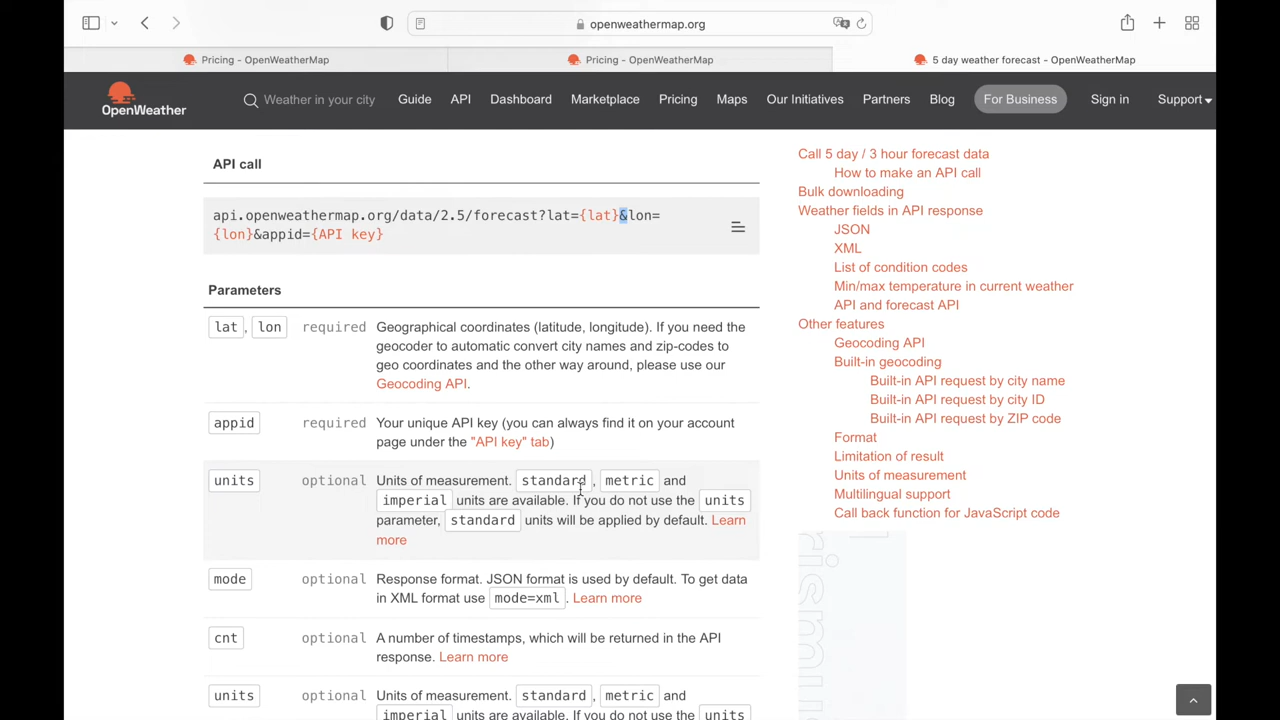 openweathermap.org
Pricing - OpenWeatherMap
Pricing - OpenWeatherMap
5 day weather forecast - OpenWeatherMap
OpenWeather
Weather in your city
Guide
API
Dashboard
Marketplace
Pricing
Maps
Our Initiatives
Partners
Blog
For Business
Sign in
Support
API call
api.openweathermap.org/data/2.5/forecast?lat={lat}&lon=
{lon}&appid={API key}
Parameters
lat, lon required Geographical coordinates (latitude, longitude). If you need the
geocoder to automatic convert city names and zip-codes to
geo coordinates and the other way around, please use our
Geocoding API.
appid required Your unique API key (you can always find it on your account
page under the "API key" tab)
units optional Units of measurement. standard, metric and
imperial units are available. If you do not use the units
parameter, standard units will be applied by default. Learn
more
mode optional Response format. JSON format is used by default. To get data
in XML format use mode=xml. Learn more
cnt optional A number of timestamps, which will be returned in the API
response. Learn more
units optional Units of measurement. standard, metric and
imperial units are available. If you do not use the units
Call 5 day / 3 hour forecast data
How to make an API call
Bulk downloading
Weather fields in API response
JSON
XML
List of condition codes
Min/max temperature in current weather
API and forecast API
Other features
Geocoding API
Built-in geocoding
Built-in API request by city name
Built-in API request by city ID
Built-in API request by ZIP code
Format
Limitation of result
Units of measurement
Multilingual support
Call back function for JavaScript code